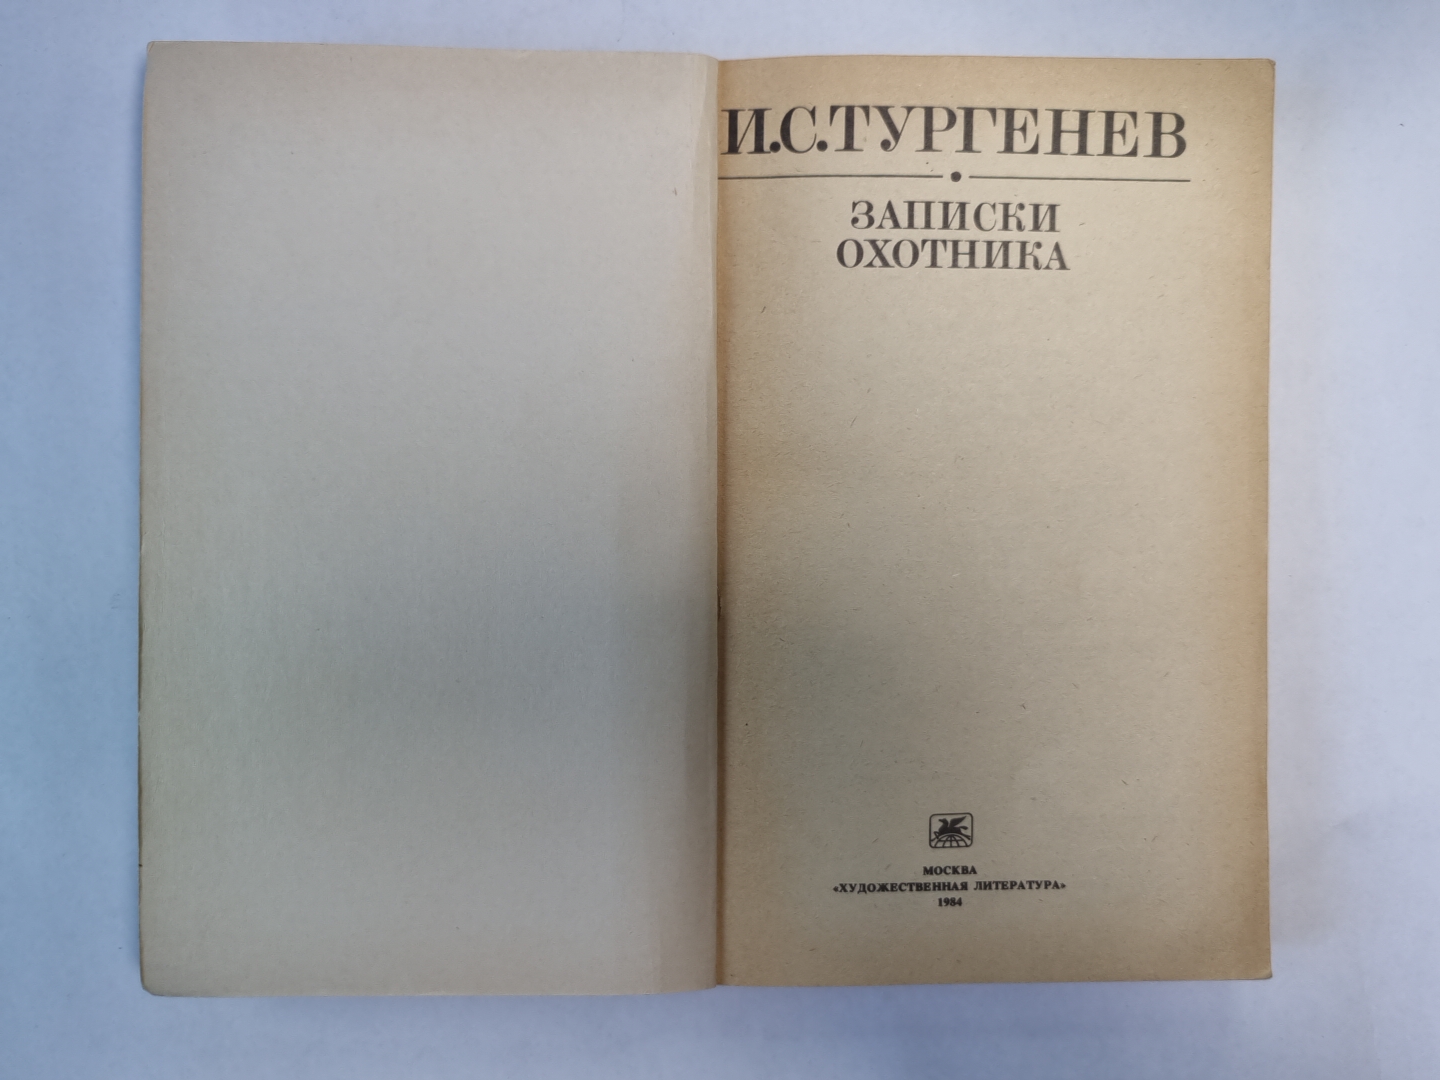 И.С.ТУРГЕНЕВ
ЗАПИСКИ
ОХОТНИКА
МОСКВА
«ХУДОЖЕСТВЕННАЯ ЛИТЕРАТУРА»
1984